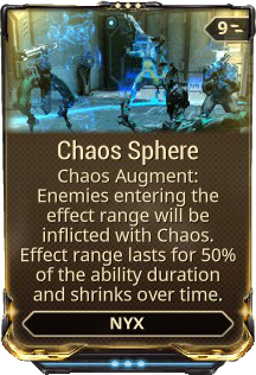 9
Chaos Sphere
Chaos Augment:
Enemies entering the
effect range will be
inflicted with Chaos.
Effect range lasts for 50%
of the ability duration
and shrinks over time.
NYX